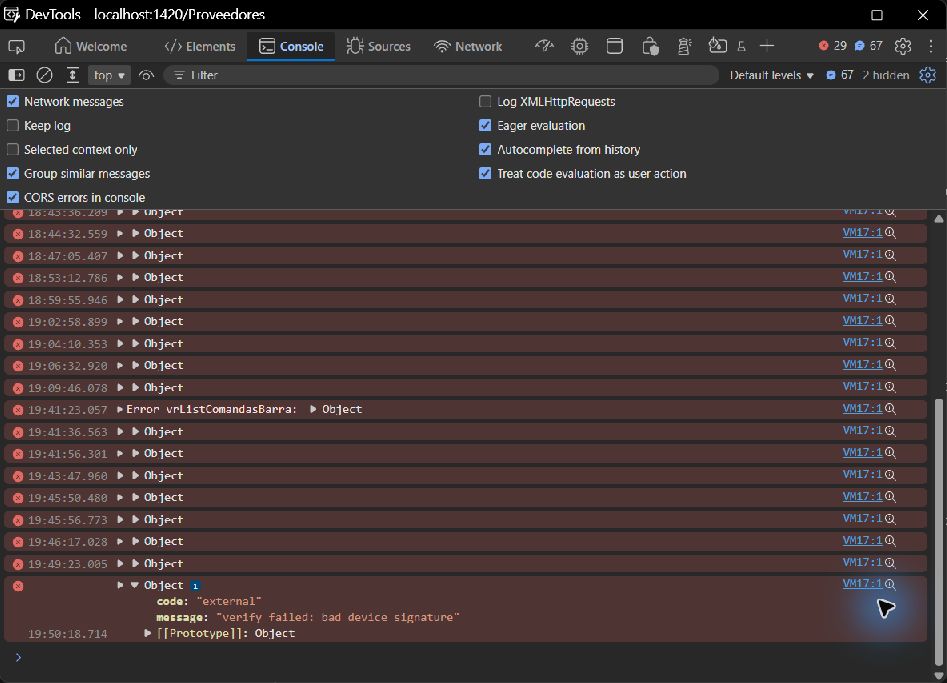 DevTools localhost:1420/Proveedores
Welcome </> Elements Console Sources Network 29 67
top ▾ Filter Default levels ▾ 67 2 hidden
Network messages Log XMLHttpRequests
Keep log Eager evaluation
Selected context only Autocomplete from history
Group similar messages Treat code evaluation as user action
CORS errors in console
18:43:36.209 ▶ ▶ Object VM17:1
18:44:32.559 ▶ ▶ Object VM17:1
18:47:05.407 ▶ ▶ Object VM17:1
18:53:12.786 ▶ ▶ Object VM17:1
18:59:55.946 ▶ ▶ Object VM17:1
19:02:58.899 ▶ ▶ Object VM17:1
19:04:10.353 ▶ ▶ Object VM17:1
19:06:32.920 ▶ ▶ Object VM17:1
19:09:46.078 ▶ ▶ Object VM17:1
19:41:23.057 ▶ Error vrListComandasBarra: ▶ Object VM17:1
19:41:36.563 ▶ ▶ Object VM17:1
19:41:56.301 ▶ ▶ Object VM17:1
19:43:47.960 ▶ ▶ Object VM17:1
19:45:50.480 ▶ ▶ Object VM17:1
19:45:56.773 ▶ ▶ Object VM17:1
19:46:17.028 ▶ ▶ Object VM17:1
19:49:23.005 ▶ ▶ Object VM17:1
▶ ▼ Object i VM17:1
code: "external"
message: "verify failed: bad device signature"
19:50:18.714 ▶ [[Prototype]]: Object
>